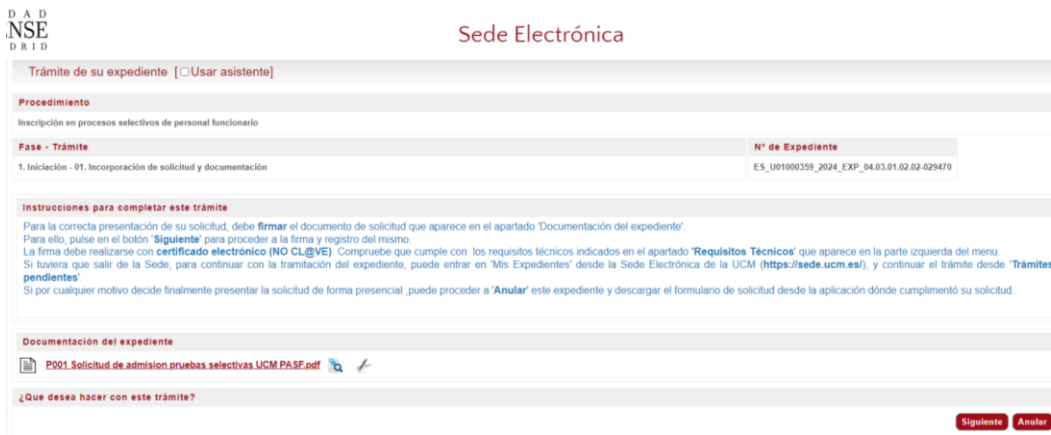 D A D
NSE
D R I D
Sede Electrónica
Trámite de su expediente [ Usar asistente]
Procedimiento
Inscripción en procesos selectivos de personal funcionario
Fase - Trámite
Nº de Expediente
1. Iniciación - 01. Incorporación de solicitud y documentación
ES_U01000359_2024_EXP_04.03.01.02.02-029470
Instrucciones para completar este trámite
Para la correcta presentación de su solicitud, debe firmar el documento de solicitud que aparece en el apartado 'Documentación del expediente'.
Para ello, pulse en el botón 'Siguiente' para proceder a la firma y registro del mismo.
La firma debe realizarse con certificado electrónico (NO CL@VE). Compruebe que cumple con los requisitos técnicos indicados en el apartado 'Requisitos Técnicos' que aparece en la parte izquierda del menu.
Si tuviera que salir de la Sede, para continuar con la tramitación del expediente, puede entrar en 'Mis Expedientes' desde la Sede Electrónica de la UCM (https://sede.ucm.es/), y continuar el trámite desde 'Trámites
pendientes'
Si por cualquier motivo decide finalmente presentar la solicitud de forma presencial ,puede proceder a 'Anular' este expediente y descargar el formulario de solicitud desde la aplicación dónde cumplimentó su solicitud.
Documentación del expediente
P001 Solicitud de admision pruebas selectivas UCM PASF.pdf
¿Que desea hacer con este trámite?
Siguiente
Anular